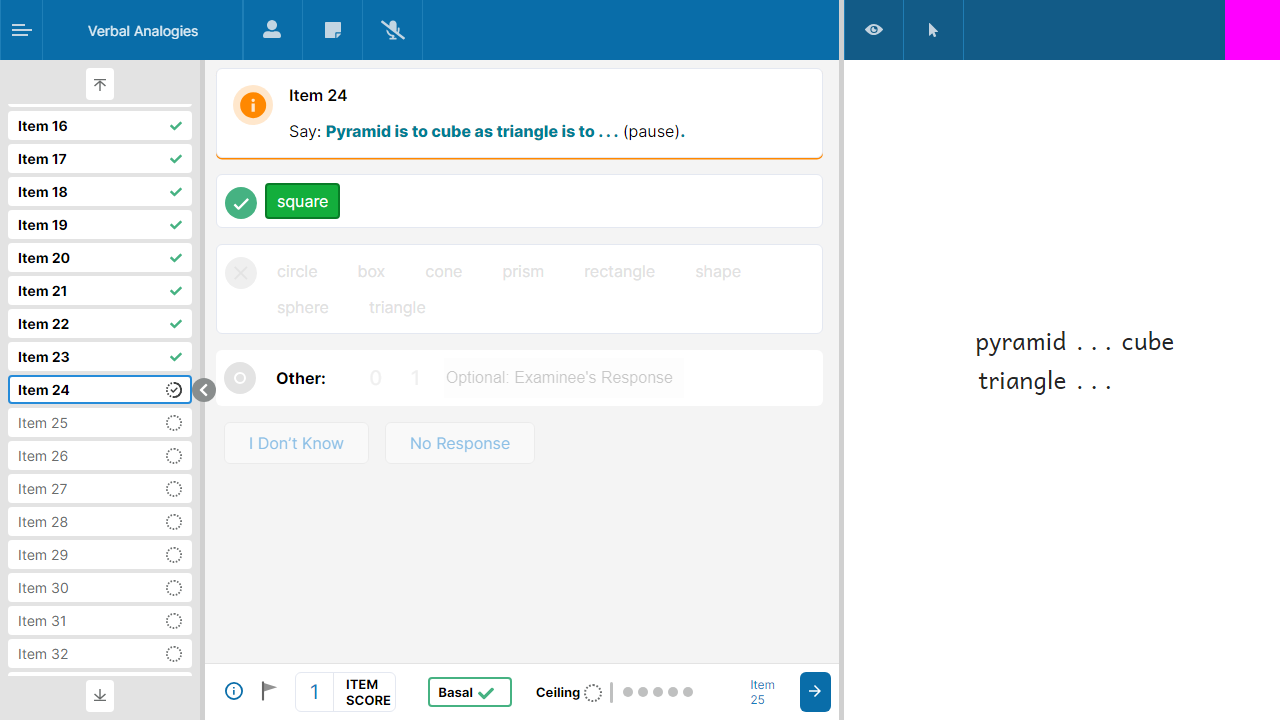 Verbal Analogies
Item 16
Item 17
Item 18
Item 19
Item 20
Item 21
Item 22
Item 23
Item 24
Item 25
Item 26
Item 27
Item 28
Item 29
Item 30
Item 31
Item 32
Item 24
Say: Pyramid is to cube as triangle is to . . . (pause).
square
circle box cone prism rectangle shape
sphere triangle
Other: 0 1 Optional: Examinee's Response
I Don't Know No Response
1 ITEM SCORE
Basal
Ceiling
Item 25
pyramid . . . cube
triangle . . .